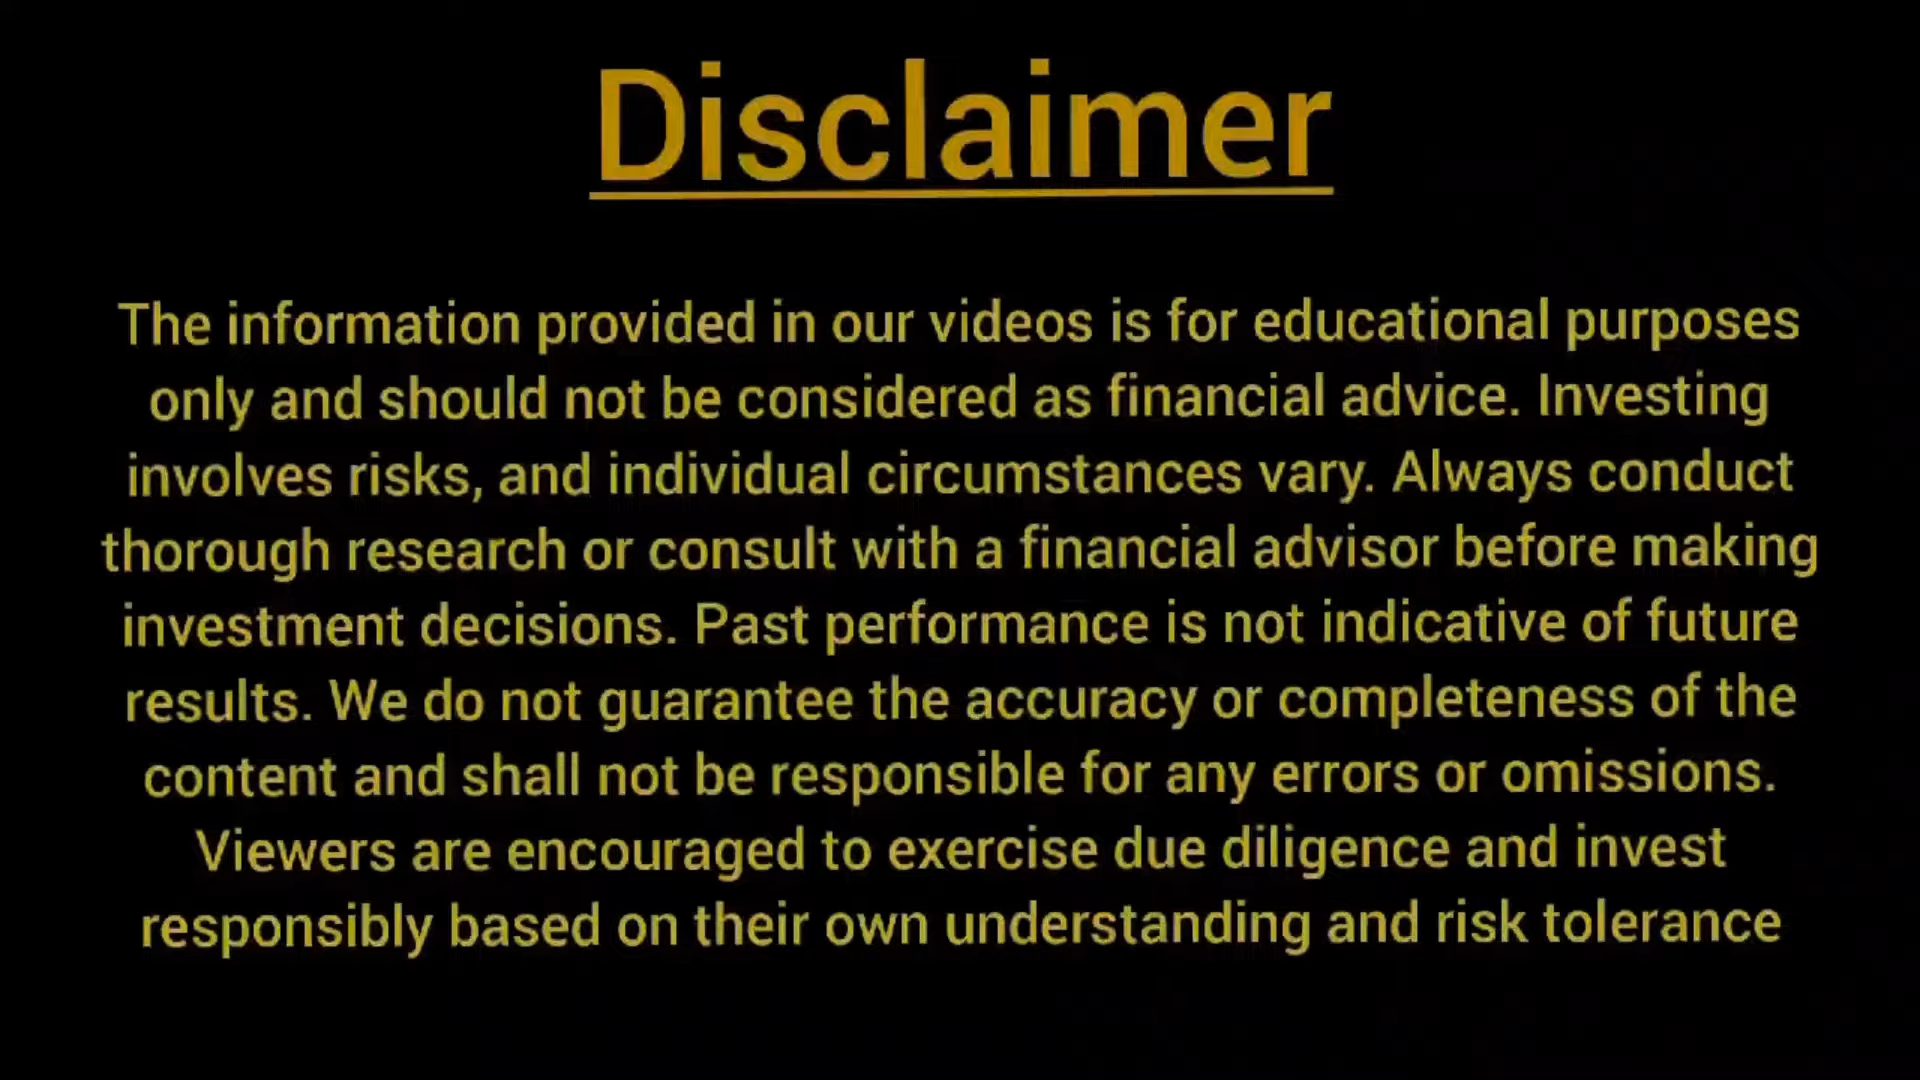 Disclaimer
The information provided in our videos is for educational purposes
only and should not be considered as financial advice. Investing
involves risks, and individual circumstances vary. Always conduct
thorough research or consult with a financial advisor before making
investment decisions. Past performance is not indicative of future
results. We do not guarantee the accuracy or completeness of the
content and shall not be responsible for any errors or omissions.
Viewers are encouraged to exercise due diligence and invest
responsibly based on their own understanding and risk tolerance